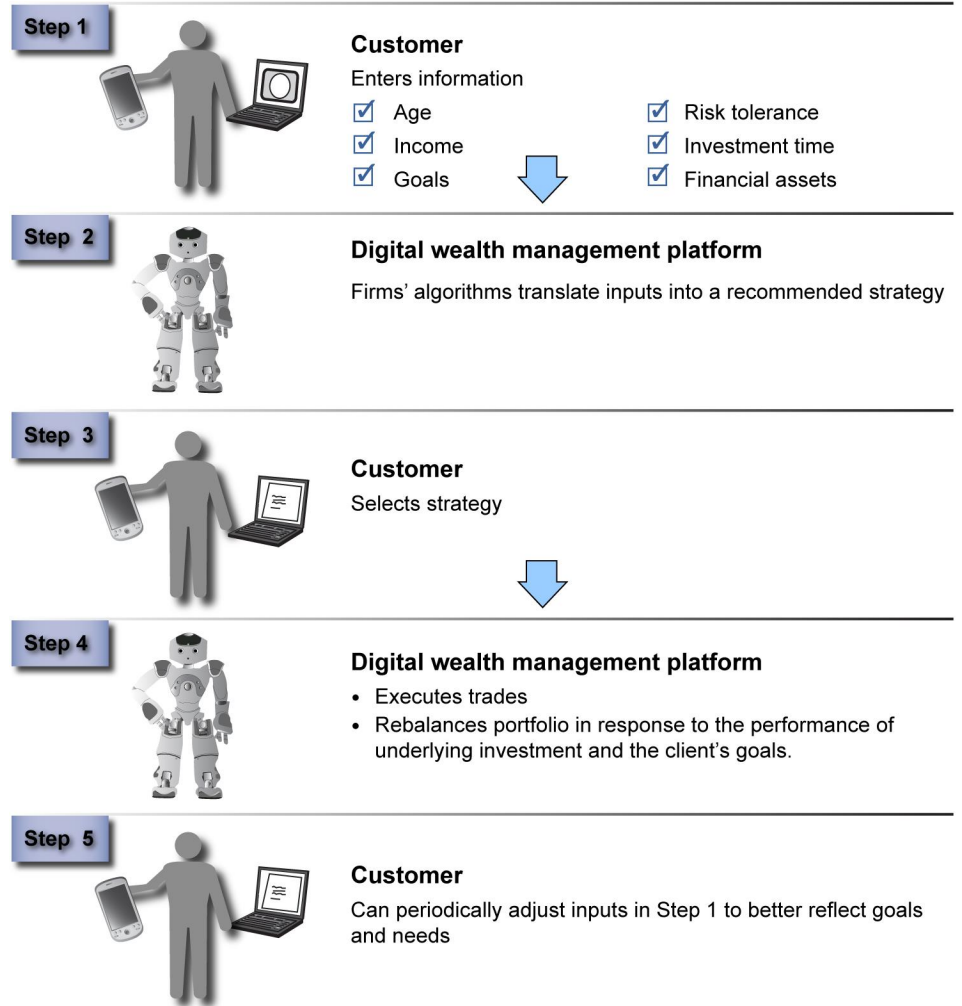 Step 1
Customer
Enters information
Age
Risk tolerance
Income
Investment time
Goals
Financial assets
Step 2
Digital wealth management platform
Firms’ algorithms translate inputs into a recommended strategy
Step 3
Customer
Selects strategy
Step 4
Digital wealth management platform
• Executes trades
• Rebalances portfolio in response to the performance of
underlying investment and the client’s goals.
Step 5
Customer
Can periodically adjust inputs in Step 1 to better reflect goals
and needs